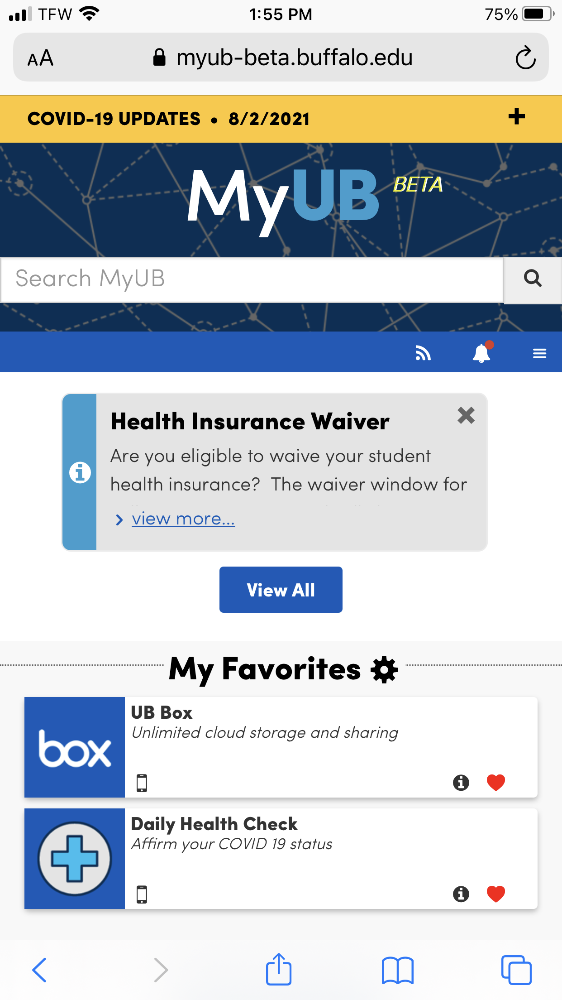 TFW 1:55 PM 75%
AA myub-beta.buffalo.edu
COVID-19 UPDATES • 8/2/2021
MyUB BETA
Search MyUB
Health Insurance Waiver
Are you eligible to waive your student
health insurance? The waiver window for
view more...
View All
My Favorites
box
UB Box
Unlimited cloud storage and sharing
Daily Health Check
Affirm your COVID 19 status